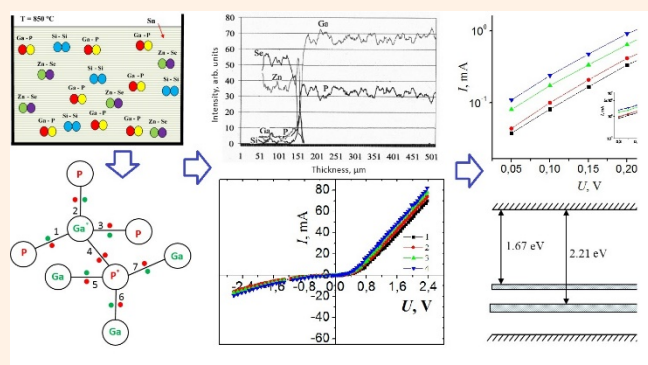 T = 850 °C
Sn
Ga - P
Si - Si
Ga - P
Ga - P
Zn - Se
Si - Si
Ga - P
Si - Si
Zn - Se
Ga - P
Zn - Se
Ga - P
Si - Si
Ga - P
Ga - P
Zn - Se
P
2
Ga
3
P
1
P
4
Ga
7
P
5
Ga
6
Ga
Intensity, arb. units
70
60
50
40
30
20
10
0
Se
Zn
Ga
P
Ga
P
Si
1 51 101 151 181 211 251 301 351 401 451 501
Thickness, μm
I, mA
80
60
40
20
0
-20
-40
-60
-2,4 -1,6 -0,8 0,0 0,8 1,6 2,4
U, V
1
2
3
4
I, mA
10⁰
10⁻¹
0,05 0,10 0,15 0,20
U, V
1.67 eV
2.21 eV